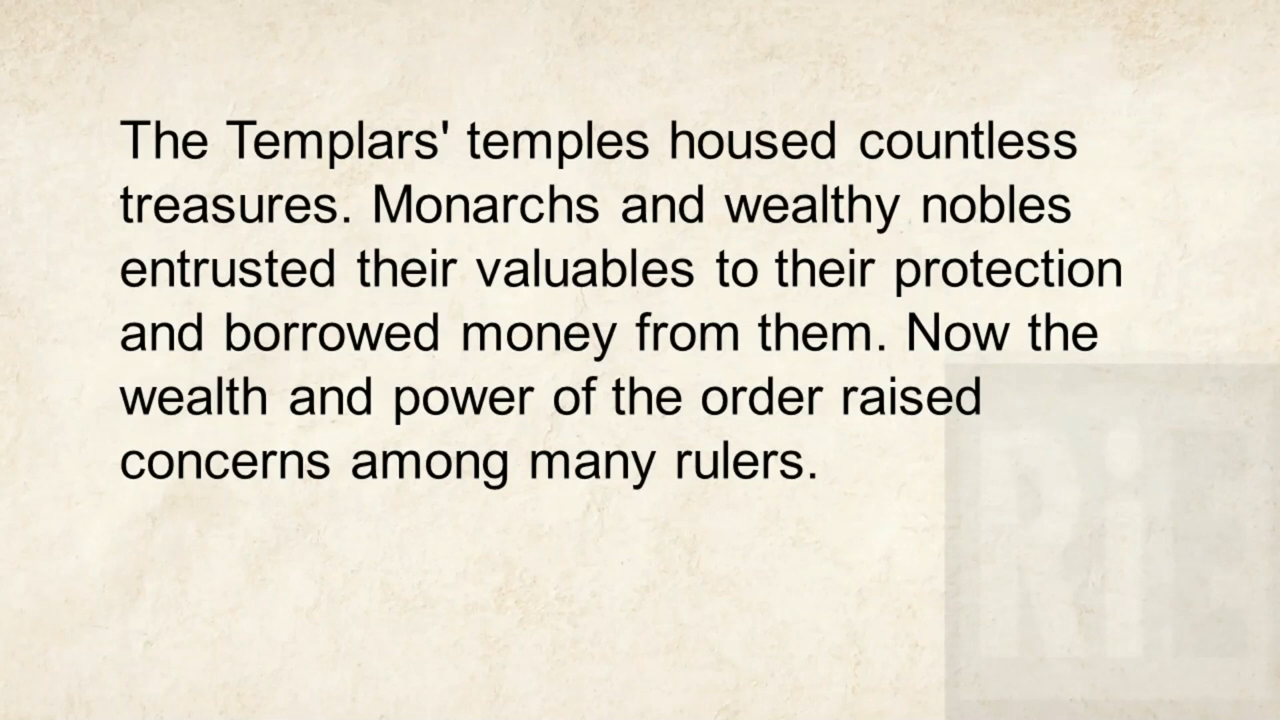 The Templars' temples housed countless
treasures. Monarchs and wealthy nobles
entrusted their valuables to their protection
and borrowed money from them. Now the
wealth and power of the order raised
concerns among many rulers.